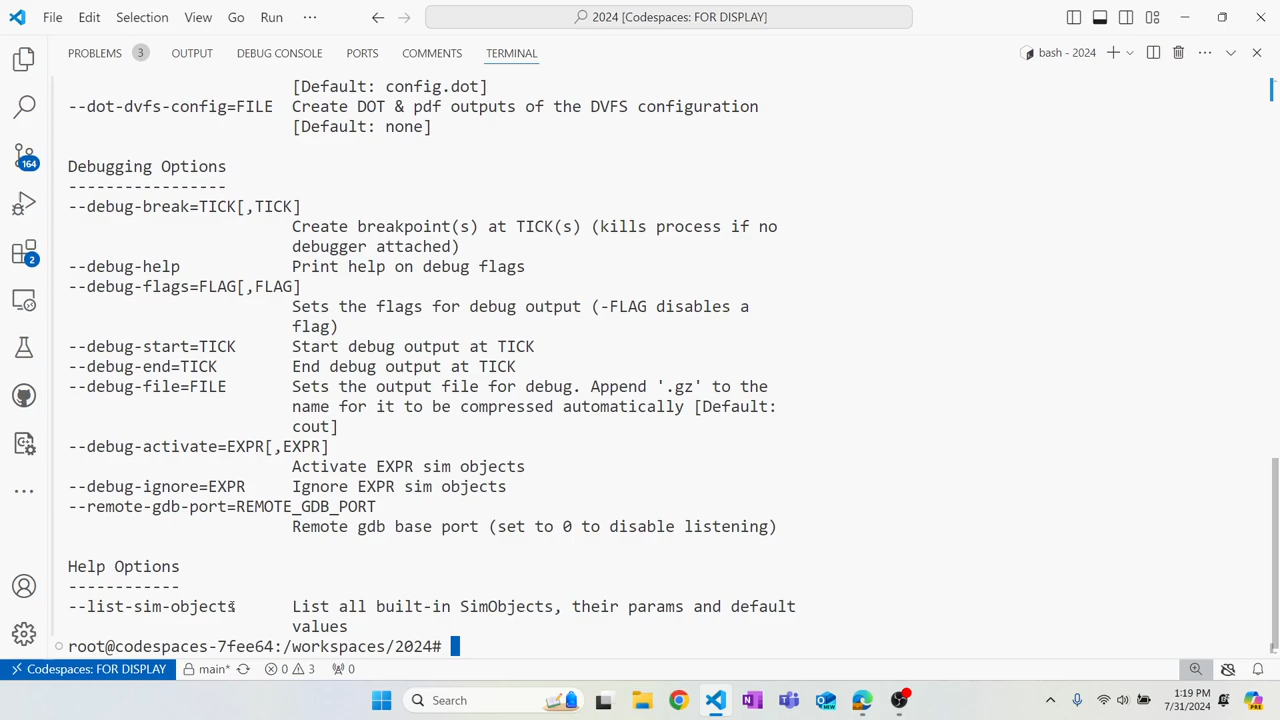 File Edit Selection View Go Run ··· 2024 [Codespaces: FOR DISPLAY]
PROBLEMS 3 OUTPUT DEBUG CONSOLE PORTS COMMENTS TERMINAL bash - 2024
[Default: config.dot]
--dot-dvfs-config=FILE Create DOT & pdf outputs of the DVFS configuration
[Default: none]
Debugging Options
-----------------
--debug-break=TICK[,TICK]
Create breakpoint(s) at TICK(s) (kills process if no
debugger attached)
--debug-help Print help on debug flags
--debug-flags=FLAG[,FLAG]
Sets the flags for debug output (-FLAG disables a
flag)
--debug-start=TICK Start debug output at TICK
--debug-end=TICK End debug output at TICK
--debug-file=FILE Sets the output file for debug. Append '.gz' to the
name for it to be compressed automatically [Default:
cout]
--debug-activate=EXPR[,EXPR]
Activate EXPR sim objects
--debug-ignore=EXPR Ignore EXPR sim objects
--remote-gdb-port=REMOTE_GDB_PORT
Remote gdb base port (set to 0 to disable listening)
Help Options
------------
--list-sim-objects List all built-in SimObjects, their params and default
values
root@codespaces-7fee64:/workspaces/2024#
164
2
Codespaces: FOR DISPLAY main* 0 3 0
Search 1:19 PM
7/31/2024